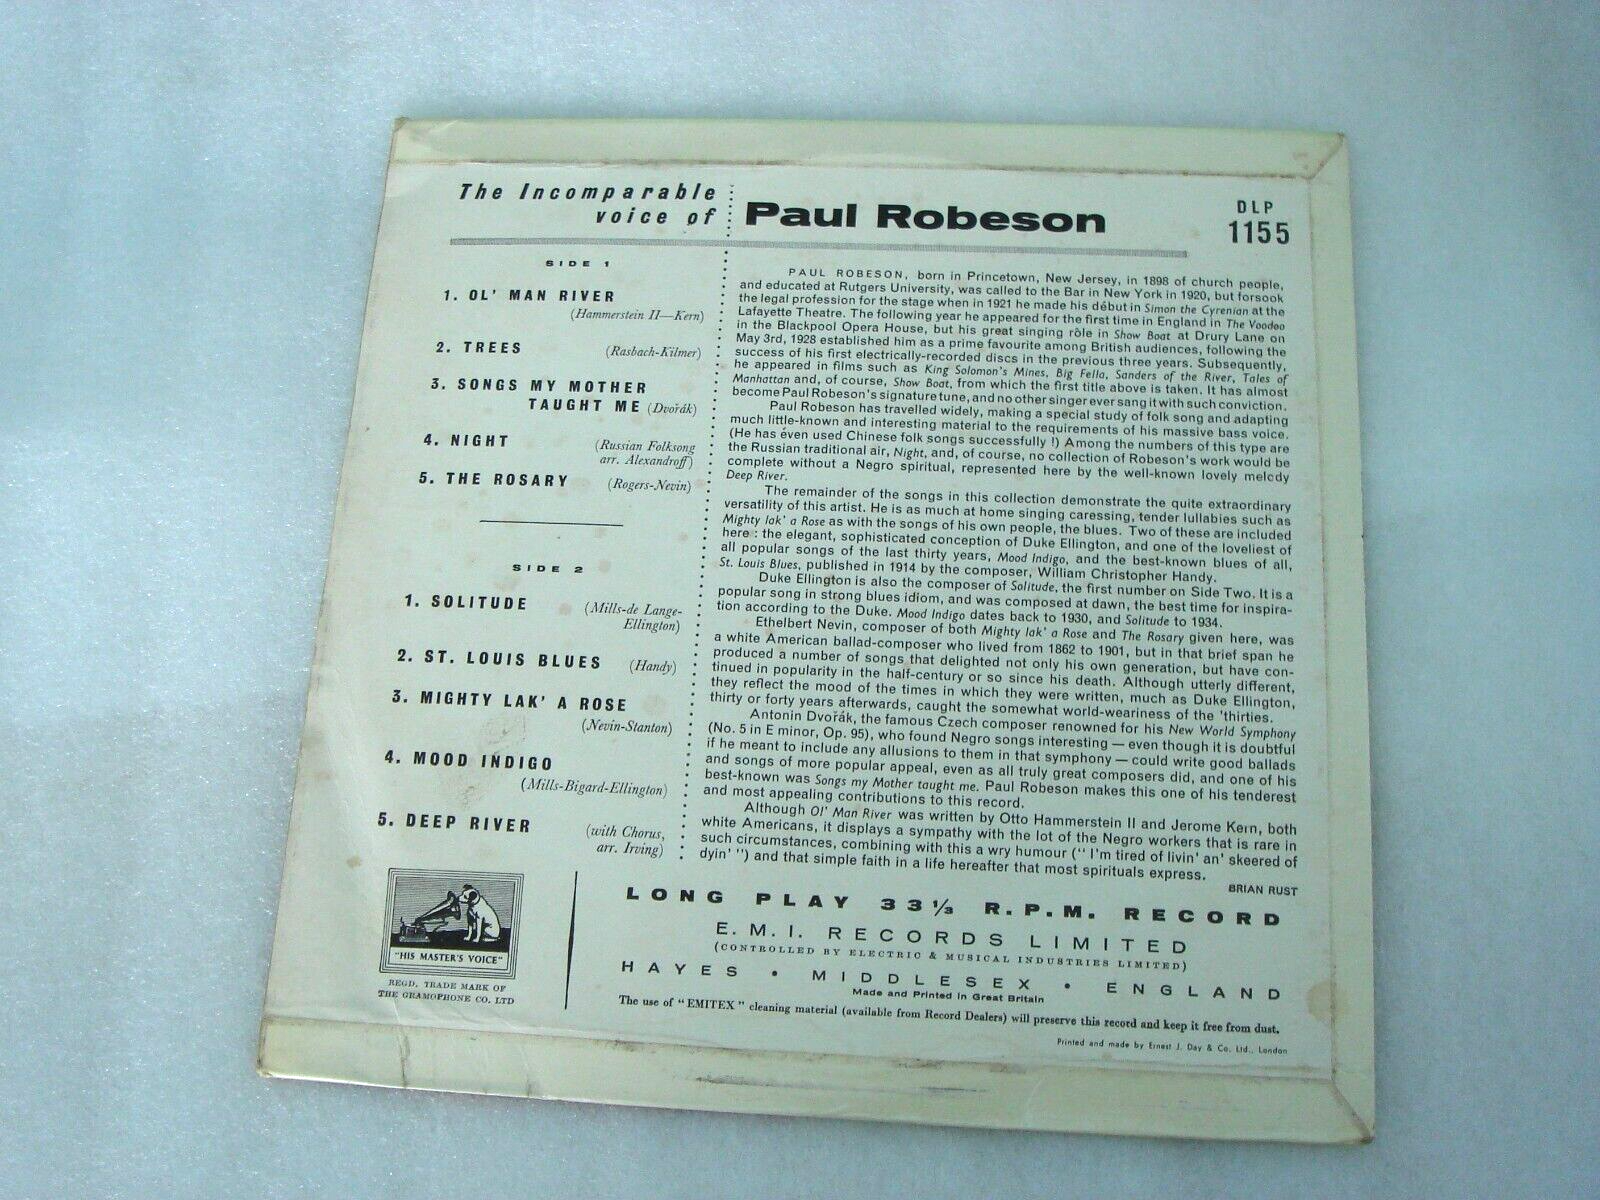 The Incomparable
voice of
Paul Robeson
DLP
1155
SIDE 1
1. OL' MAN RIVER
(Hammerstein II—Kern)
2. TREES (Rasbach-Kilmer)
3. SONGS MY MOTHER
TAUGHT ME (Dvořák)
4. NIGHT (Russian Folksong
arr. Alexandroff)
5. THE ROSARY (Rogers-Nevin)
SIDE 2
1. SOLITUDE (Mills-de Lange-
Ellington)
2. ST. LOUIS BLUES (Handy)
3. MIGHTY LAK' A ROSE
(Nevin-Stanton)
4. MOOD INDIGO
(Mills-Bigard-Ellington)
5. DEEP RIVER (with Chorus,
arr. Irving)
PAUL ROBESON, born in Princetown, New Jersey, in 1898 of church people,
and educated at Rutgers University, was called to the Bar in New York in 1920, but forsook
the legal profession for the stage when in 1921 he made his début in Simon the Cyrenian at the
Lafayette Theatre. The following year he appeared for the first time in England in The Voodoo
in the Blackpool Opera House, but his great singing rôle in Show Boat at Drury Lane on
May 3rd, 1928 established him as a prime favourite among British audiences, following the
success of his first electrically-recorded discs in the previous three years. Subsequently,
he appeared in films such as King Solomon's Mines, Big Fella, Sanders of the River, Tales of
Manhattan and, of course, Show Boat, from which the first title above is taken. It has almost
become Paul Robeson's signature tune, and no other singer ever sang it with such conviction.
Paul Robeson has travelled widely, making a special study of folk song and adapting
much little-known and interesting material to the requirements of his massive bass voice.
(He has even used Chinese folk songs successfully !) Among the numbers of this type are
the Russian traditional air, Night, and, of course, no collection of Robeson's work would be
complete without a Negro spiritual, represented here by the well-known lovely melody
Deep River.
The remainder of the songs in this collection demonstrate the quite extraordinary
versatility of this artist. He is as much at home singing caressing, tender lullabies such as
Mighty lak' a Rose as with the songs of his own people, the blues. Two of these are included
here : the elegant, sophisticated conception of Duke Ellington, and one of the loveliest of
all popular songs of the last thirty years, Mood Indigo, and the best-known blues of all,
St. Louis Blues, published in 1914 by the composer, William Christopher Handy.
Duke Ellington is also the composer of Solitude, the first number on Side Two. It is a
popular song in strong blues idiom, and was composed at dawn, the best time for inspira-
tion according to the Duke. Mood Indigo dates back to 1930, and Solitude to 1934.
Ethelbert Nevin, composer of both Mighty lak' a Rose and The Rosary given here, was
a white American ballad-composer who lived from 1862 to 1901, but in that brief span he
produced a number of songs that delighted not only his own generation, but have con-
tinued in popularity in the half-century or so since his death. Although utterly different,
they reflect the mood of the times in which they were written, much as Duke Ellington,
thirty or forty years afterwards, caught the somewhat world-weariness of the 'thirties.
Antonin Dvořák, the famous Czech composer renowned for his New World Symphony
(No. 5 in E minor, Op. 95), who found Negro songs interesting — even though it is doubtful
if he meant to include any allusions to them in that symphony — could write good ballads
and songs of more popular appeal, even as all truly great composers did, and one of his
best-known was Songs my Mother taught me. Paul Robeson makes this one of his tenderest
and most appealing contributions to this record.
Although Ol' Man River was written by Otto Hammerstein II and Jerome Kern, both
white Americans, it displays a sympathy with the lot of the Negro workers that is rare in
such circumstances, combining with this a wry humour (" I'm tired of livin' an' skeered of
dyin' ") and that simple faith in a life hereafter that most spirituals express.
BRIAN RUST
"HIS MASTER'S VOICE"
REGD. TRADE MARK OF
THE GRAMOPHONE CO. LTD
LONG PLAY 33⅓ R.P.M. RECORD
E.M.I. RECORDS LIMITED
(CONTROLLED BY ELECTRIC & MUSICAL INDUSTRIES LIMITED)
HAYES • MIDDLESEX • ENGLAND
Made and Printed in Great Britain
The use of "EMITEX" cleaning material (available from Record Dealers) will preserve this record and keep it free from dust.
Printed and made by Ernest J. Day & Co. Ltd., London